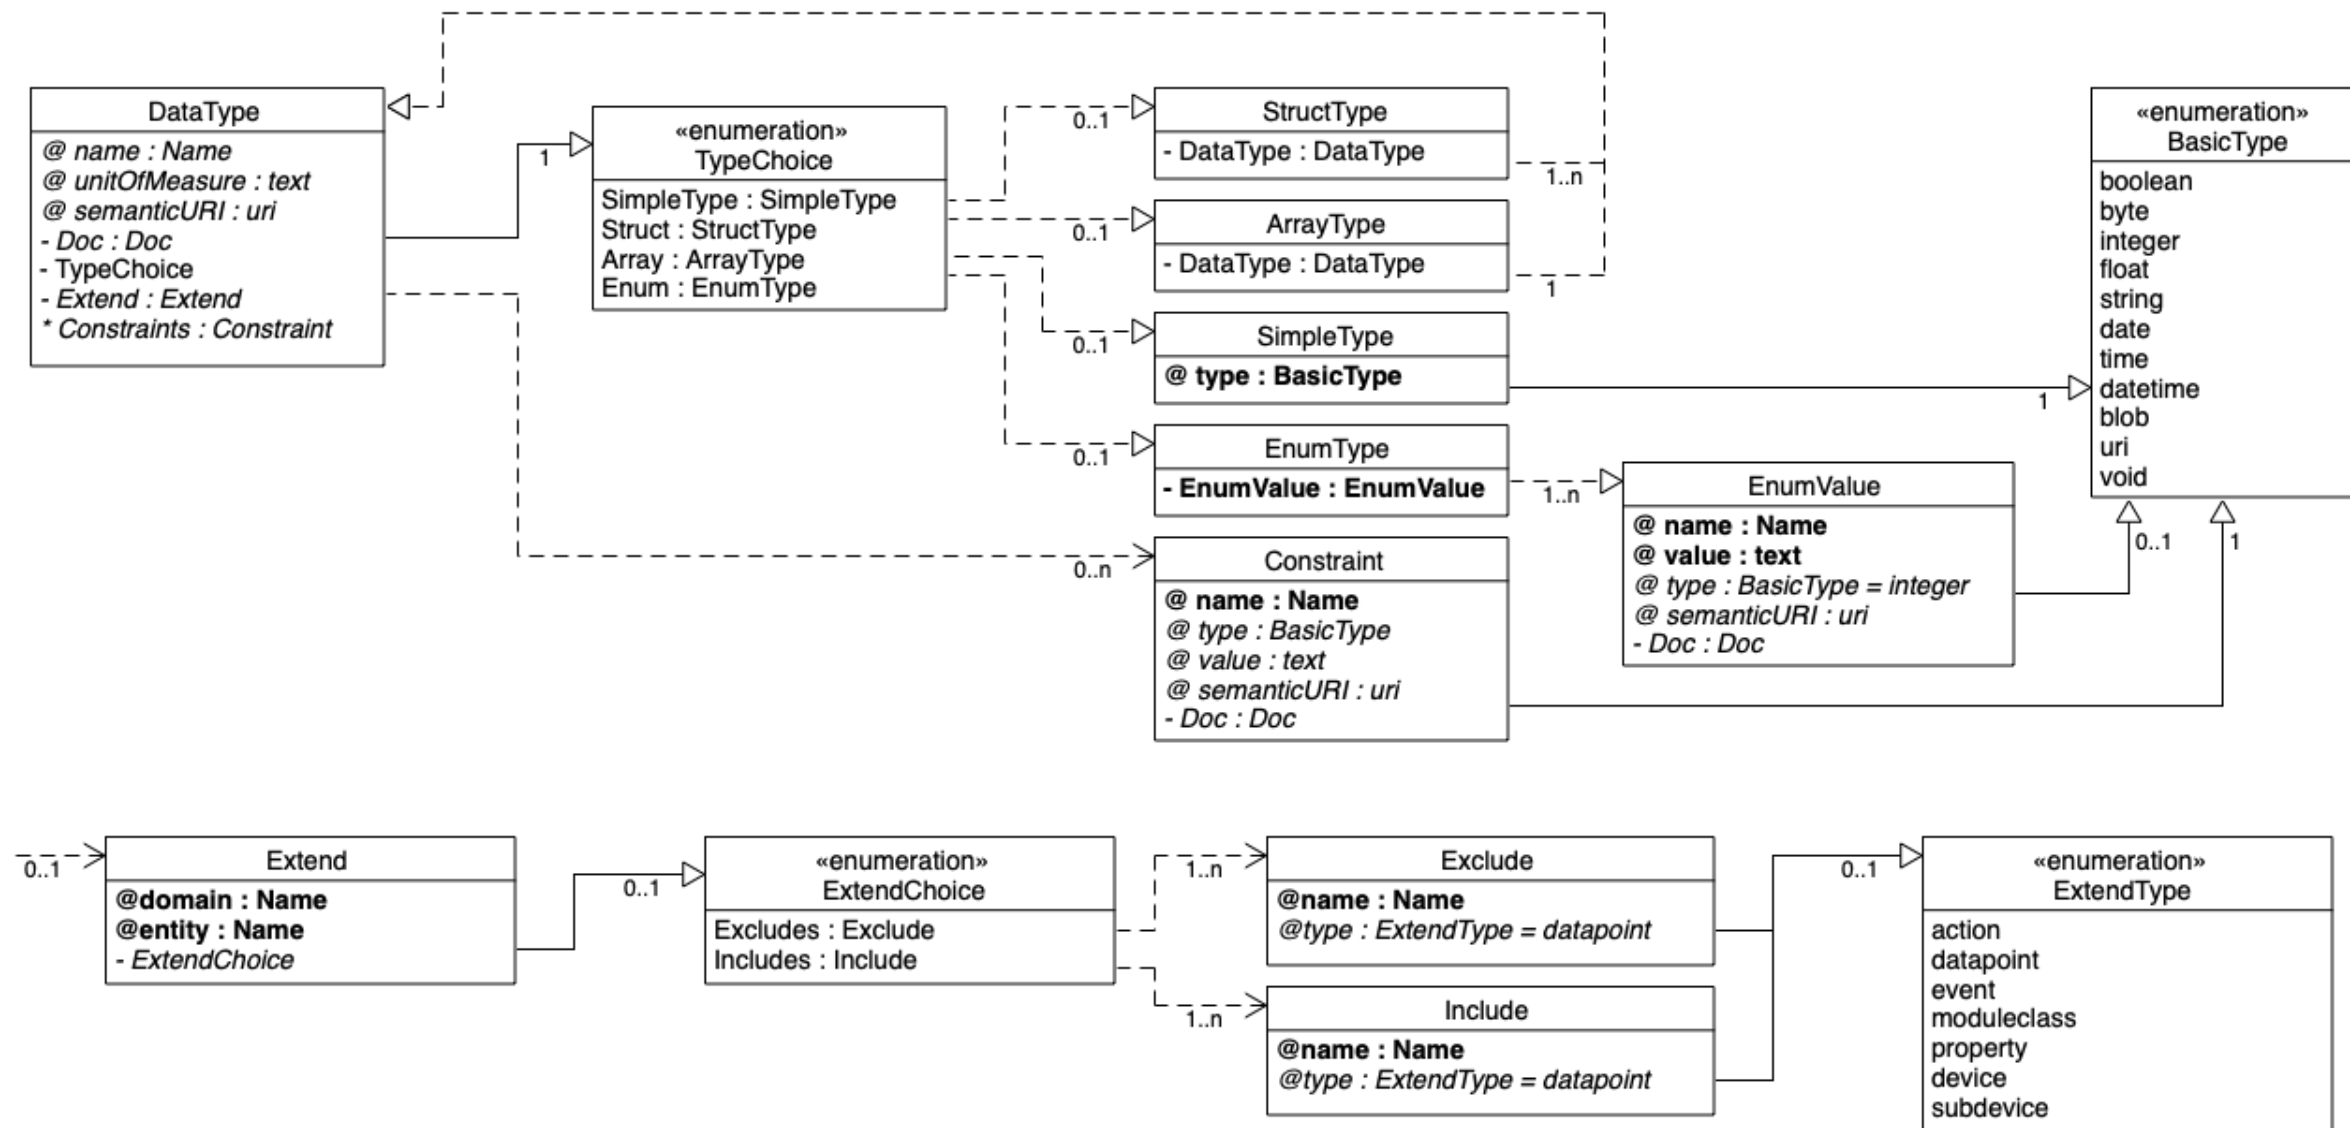 DataType
@ name : Name
@ unitOfMeasure : text
@ semanticURI : uri
- Doc : Doc
- TypeChoice
- Extend : Extend
* Constraints : Constraint
1
«enumeration»
TypeChoice
SimpleType : SimpleType
Struct : StructType
Array : ArrayType
Enum : EnumType
0..1
StructType
- DataType : DataType
1..n
0..1
ArrayType
- DataType : DataType
1
0..1
SimpleType
@ type : BasicType
1
0..1
EnumType
- EnumValue : EnumValue
1..n
0..n
Constraint
@ name : Name
@ type : BasicType
@ value : text
@ semanticURI : uri
- Doc : Doc
EnumValue
@ name : Name
@ value : text
@ type : BasicType = integer
@ semanticURI : uri
- Doc : Doc
«enumeration»
BasicType
boolean
byte
integer
float
string
date
time
datetime
blob
uri
void
0..1
1
0..1
Extend
@domain : Name
@entity : Name
- ExtendChoice
0..1
«enumeration»
ExtendChoice
Excludes : Exclude
Includes : Include
1..n
Exclude
@name : Name
@type : ExtendType = datapoint
1..n
Include
@name : Name
@type : ExtendType = datapoint
0..1
«enumeration»
ExtendType
action
datapoint
event
moduleclass
property
device
subdevice